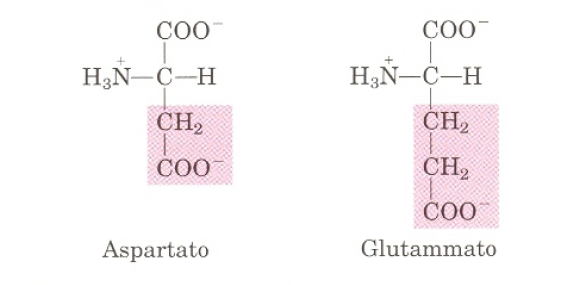 COO⁻ COO⁻
H₃N⁺—C—H H₃N⁺—C—H
CH₂ CH₂
COO⁻ CH₂
COO⁻
Aspartato Glutammato